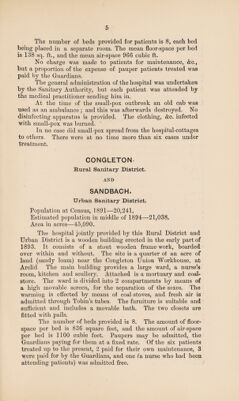 5
The number of beds provided for patients is 8, each bed
being placed in a separate room. The mean floor-space per bed
is 138 sq. ft., and the mean air-space 966 cubic ft.
No charge was made to patients for maintenance, &c.,
but a proportion of the expense of pauper patients treated was
paid by the Guardians.
The general administration of the hospital was undertaken
by the Sanitary Authority, but each patient was attended by
the medical practitioner sending him in.
At the time of the small-pox outbreak an old cab was
used as an ambulance; and this was afterwards destroyed. No
disinfecting apparatus is provided. The clothing, &c. infected
with small-pox was burned.
In no case did small-pox spread from the hospital-cottages
to others. There were at no time more than six cases under
treatment.
CONGLETON
Rural Sanitary District.
AND
SANDBACH.
Urban Sanitary District.
Population at Census, 1891—20,241,
Estimated population in middle of 1894—21,038.
Area in acres—45,090.
The hospital jointly provided by this Rural District and
Urban District is a wooden building erected in the early part of
1893. It consists of a stout wooden frame-work, boarded
over within and without. The site is a quarter of an acre of
land (sandy loam) near the Congleton Union Workhouse, at
Arclid. The main building provides a large ward, a nurse's
room, kitchen and scullery. Attached is a mortuary and coal-
store. The ward is divided into 2 compartments by means of
a high movable screen, for the separation of the sexes. The
warming is effected by means of coal stoves, and fresh air is
admitted through Tobin's tubes. The furniture is suitable and
sufficient and includes a movable bath. The two closets are
fitted with pails.
The number of beds provided is 8. The amount of floor-
space per bed is 836 square feet, and the amount of air-space
per bed is 1100 cubic feet. Paupers may be admitted, the
Guardians paying for them at a fixed rate. Of the six patients
treated up to the present, 2 paid for their own maintenance, 3
were paid for by the Guardians, and one (a nurse who had been
attending patients) was admitted free.